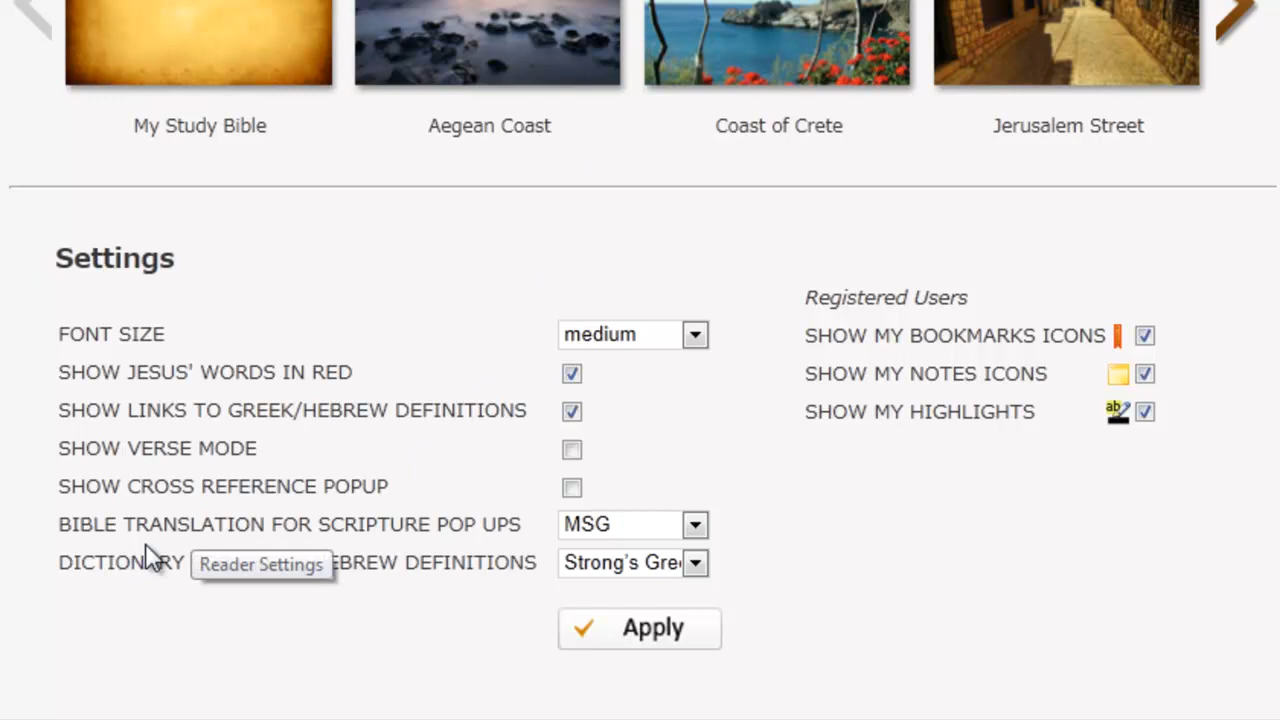 My Study Bible
Aegean Coast
Coast of Crete
Jerusalem Street
Settings
Registered Users
FONT SIZE
medium
SHOW MY BOOKMARKS ICONS
SHOW JESUS' WORDS IN RED
SHOW MY NOTES ICONS
SHOW LINKS TO GREEK/HEBREW DEFINITIONS
SHOW MY HIGHLIGHTS
ab
SHOW VERSE MODE
SHOW CROSS REFERENCE POPUP
BIBLE TRANSLATION FOR SCRIPTURE POP UPS
MSG
Reader Settings
EBREW DEFINITIONS
Strong's Gre
Apply